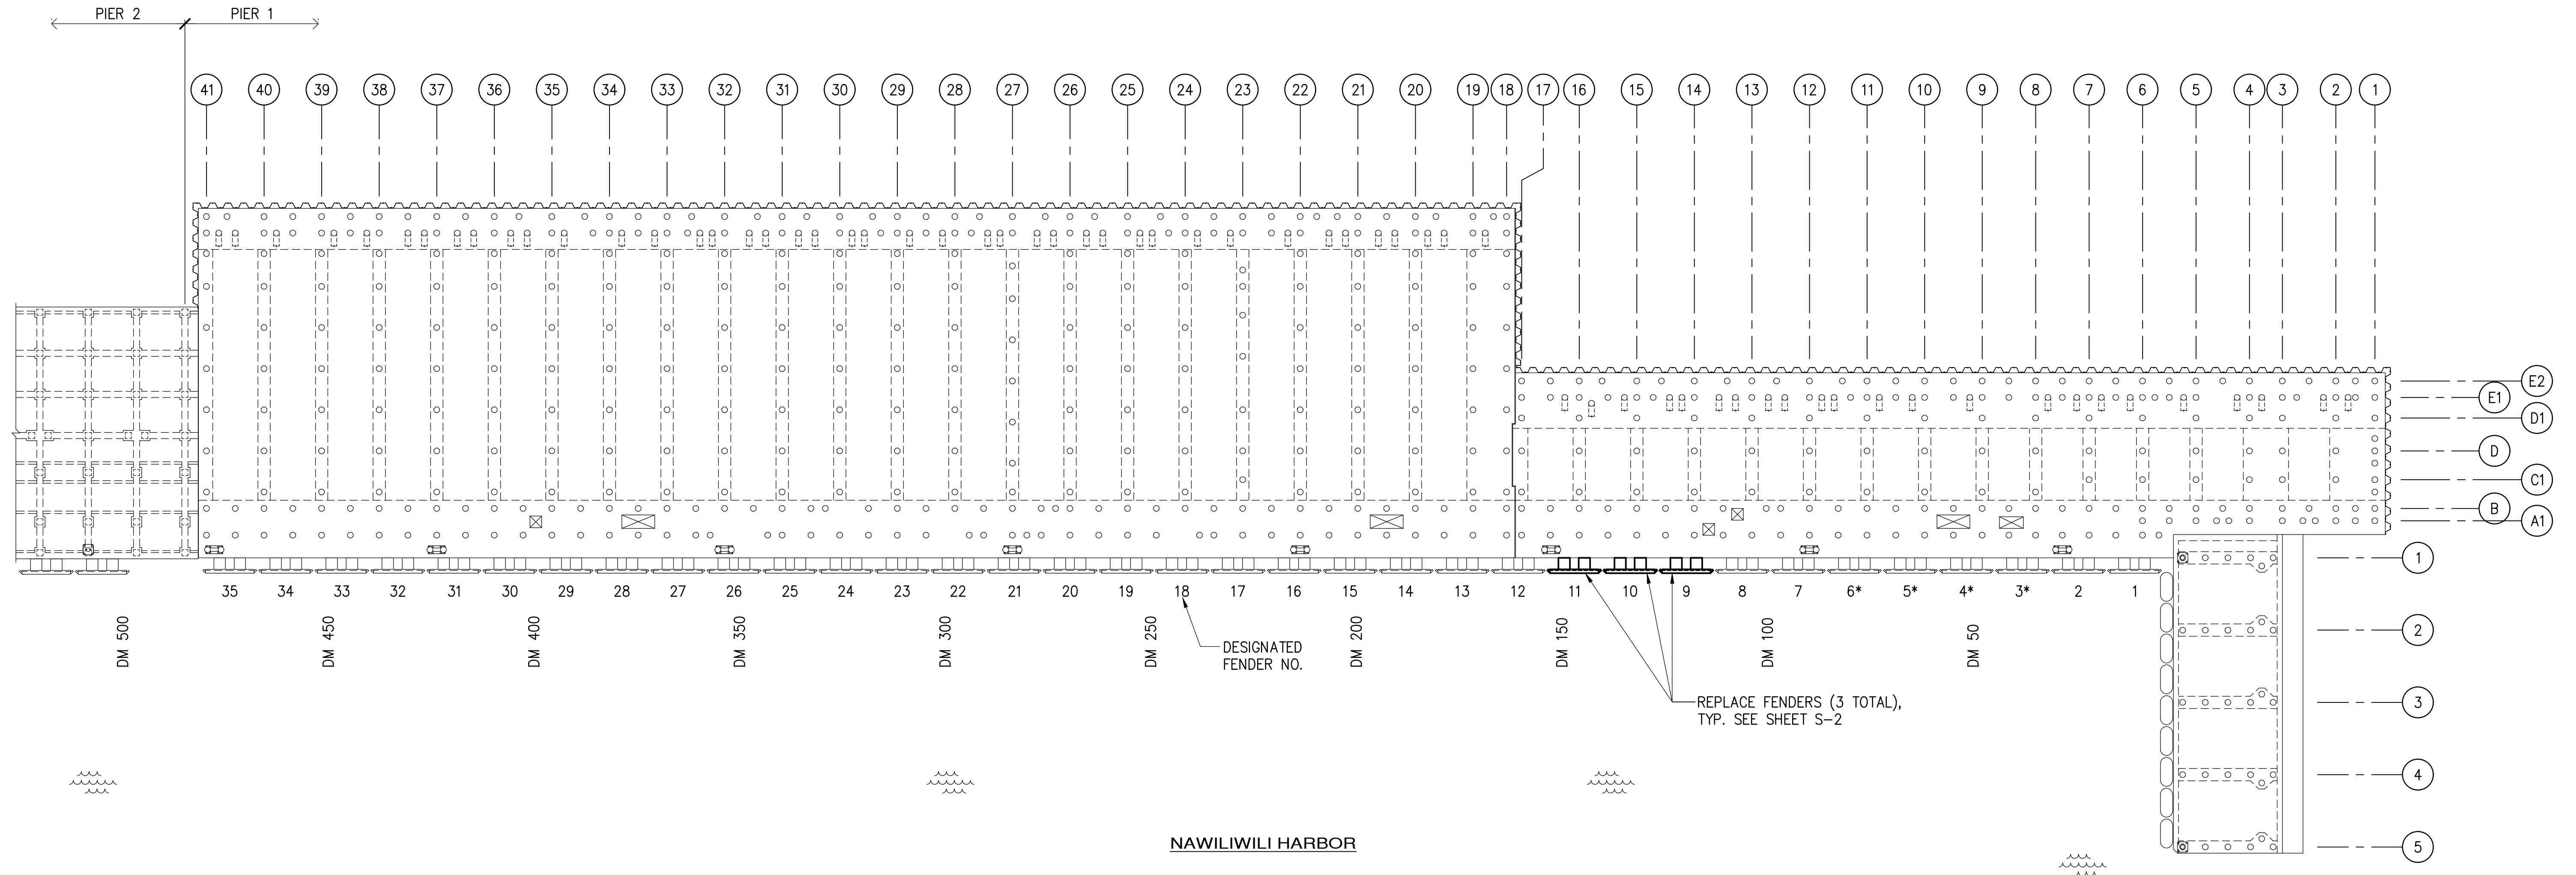 PIER 2
PIER 1
41 40 39 38 37 36 35 34 33 32 31 30 29 28 27 26 25 24 23 22 21 20 19 18 17 16 15 14 13 12 11 10 9 8 7 6 5 4 3 2 1
E2
E1
D1
D
C1
B
A1
1
2
3
4
5
35 34 33 32 31 30 29 28 27 26 25 24 23 22 21 20 19 18 17 16 15 14 13 12 11 10 9 8 7 6* 5* 4* 3* 2 1
DM 500
DM 450
DM 400
DM 350
DM 300
DM 250
DM 200
DM 150
DM 100
DM 50
DESIGNATED
FENDER NO.
REPLACE FENDERS (3 TOTAL),
TYP. SEE SHEET S-2
NAWILIWILI HARBOR